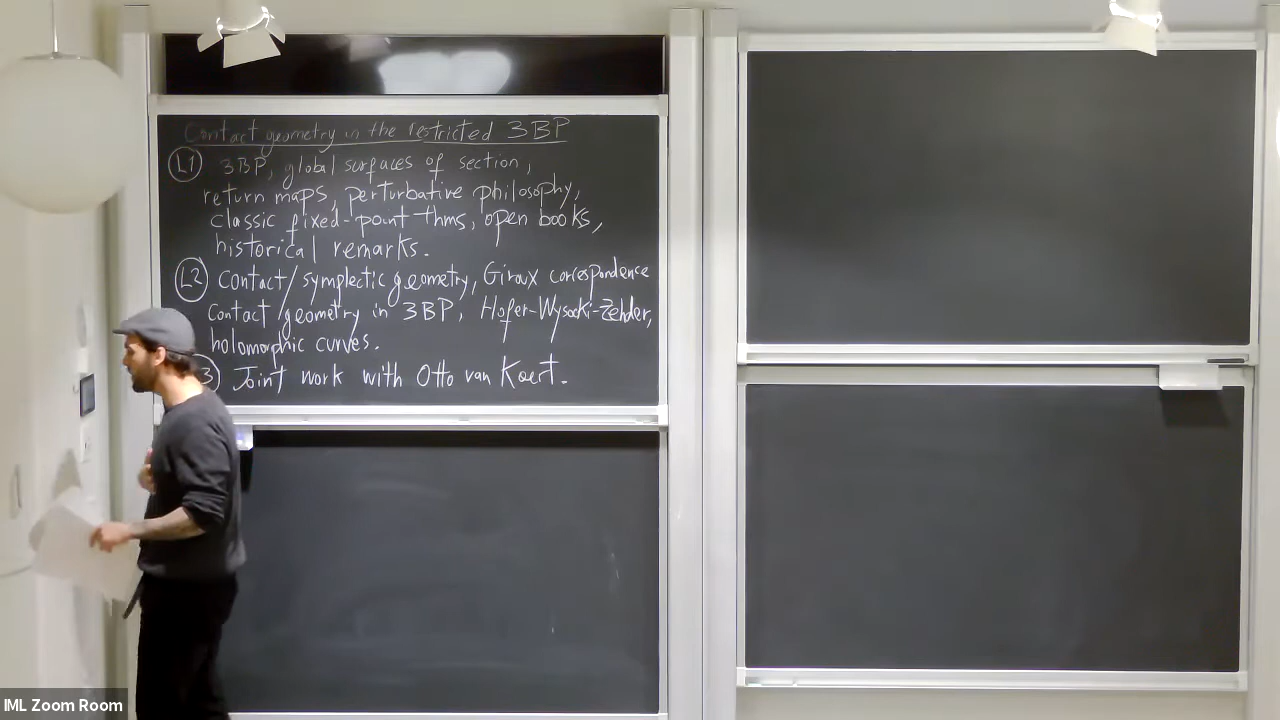 Contact geometry in the restricted 3BP
L1 3BP, global surfaces of section,
return maps, perturbative philosophy,
classic fixed-point thms, open books,
historical remarks.
L2 Contact/symplectic geometry, Giroux correspondence
Contact geometry in 3BP, Hofer-Wysocki-Zehnder,
holomorphic curves.
3 Joint work with Otto van Koert.
IML Zoom Room